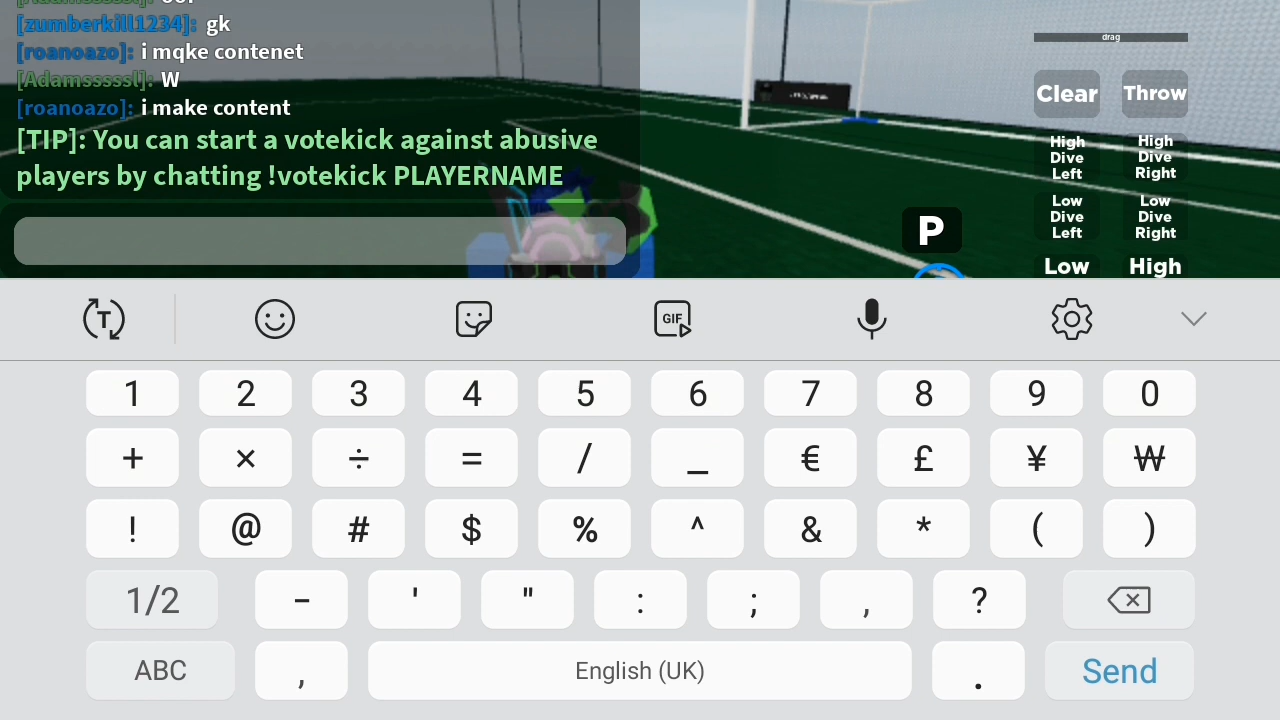 [zumberkill1234]: gk
[roanoazo]: i mqke contenet
[Adamsssssl]: W
[roanoazo]: i make content
[TIP]: You can start a votekick against abusive
players by chatting !votekick PLAYERNAME
drag
Clear
Throw
High
Dive
Left
High
Dive
Right
Low
Dive
Left
Low
Dive
Right
P
Low
High
T
GIF
1 2 3 4 5 6 7 8 9 0
+ × ÷ = / _ € £ ¥ ₩
! @ # $ % ^ & * ( )
1/2 - ' " : ; , ?
ABC , English (UK) . Send